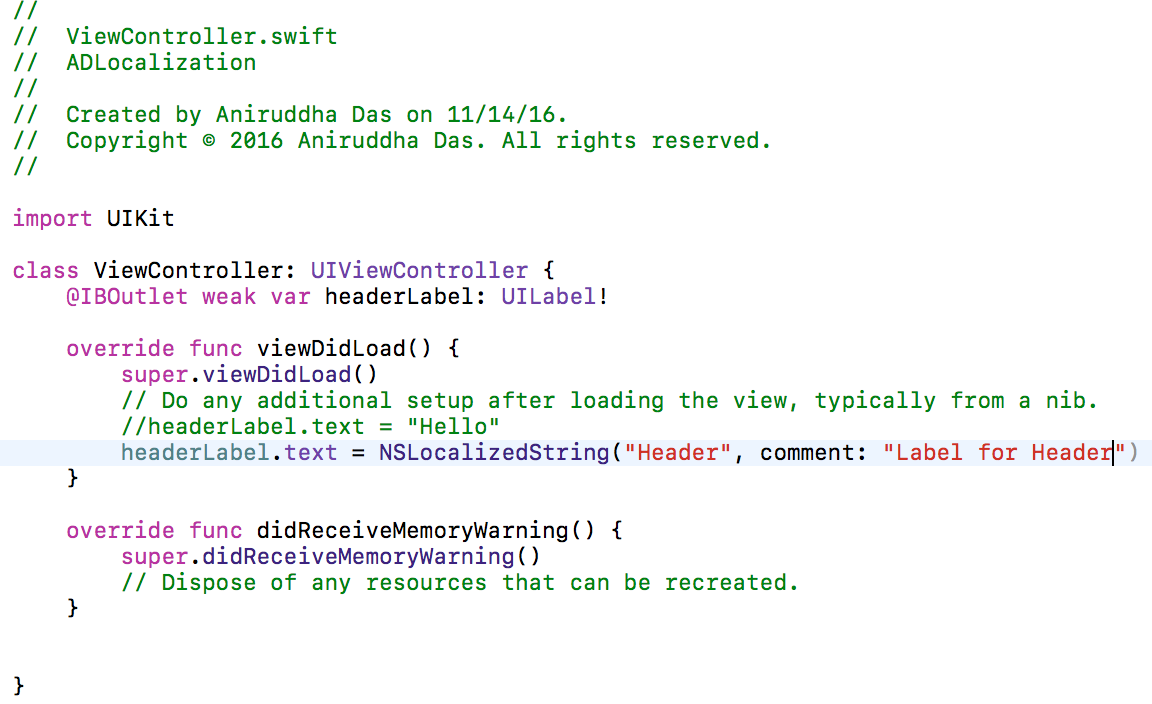 //
//  ViewController.swift
//  ADLocalization
//
//  Created by Aniruddha Das on 11/14/16.
//  Copyright © 2016 Aniruddha Das. All rights reserved.
//
import UIKit
class ViewController: UIViewController {
    @IBOutlet weak var headerLabel: UILabel!
    override func viewDidLoad() {
        super.viewDidLoad()
        // Do any additional setup after loading the view, typically from a nib.
        //headerLabel.text = "Hello"
        headerLabel.text = NSLocalizedString("Header", comment: "Label for Header")
    }
    override func didReceiveMemoryWarning() {
        super.didReceiveMemoryWarning()
        // Dispose of any resources that can be recreated.
    }
}